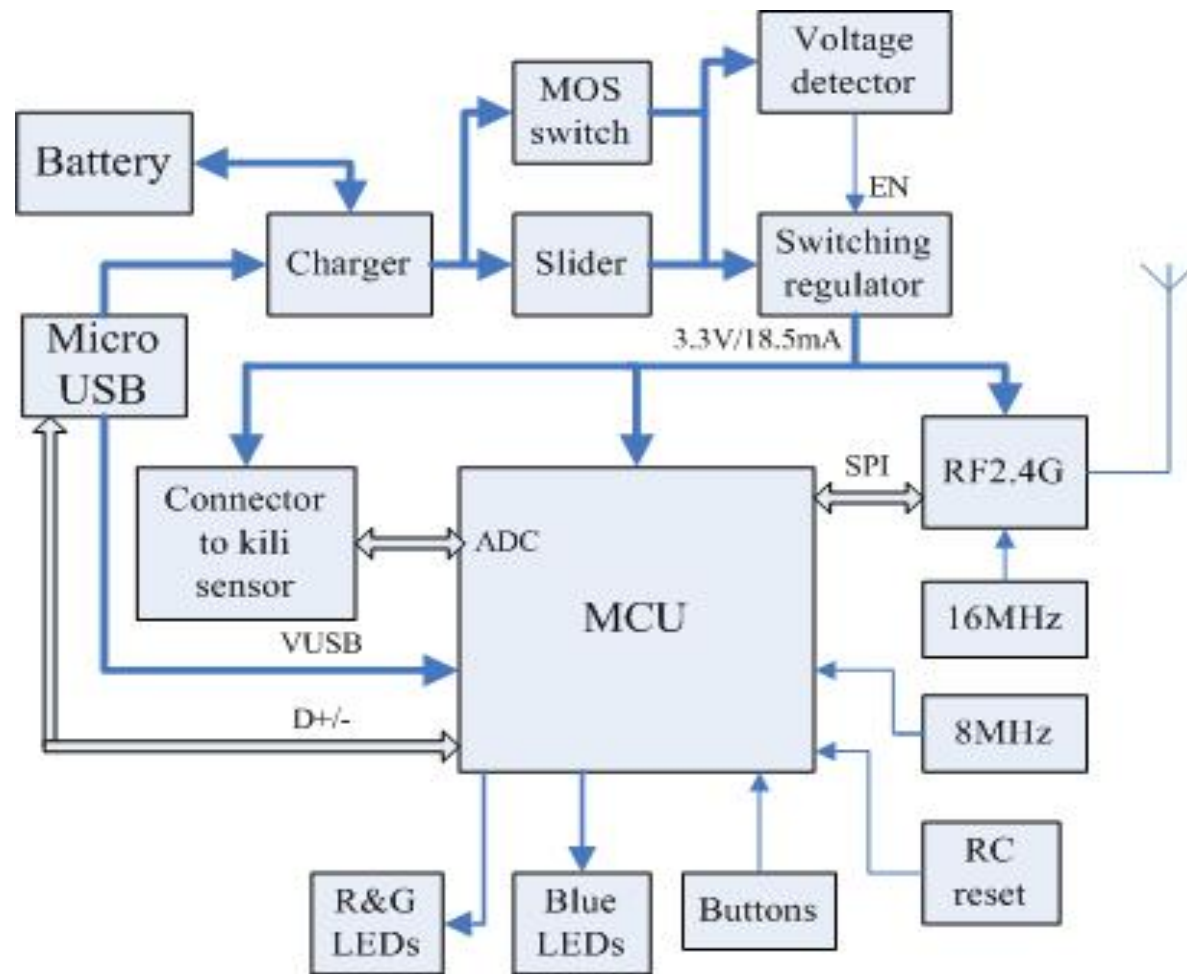 Voltage
detector
MOS
switch
Battery
EN
Charger
Slider
Switching
regulator
Micro
USB
3.3V/18.5mA
Connector
to kili
sensor
ADC
SPI
RF2.4G
MCU
16MHz
VUSB
D+/-
8MHz
RC
reset
R&G
LEDs
Blue
LEDs
Buttons